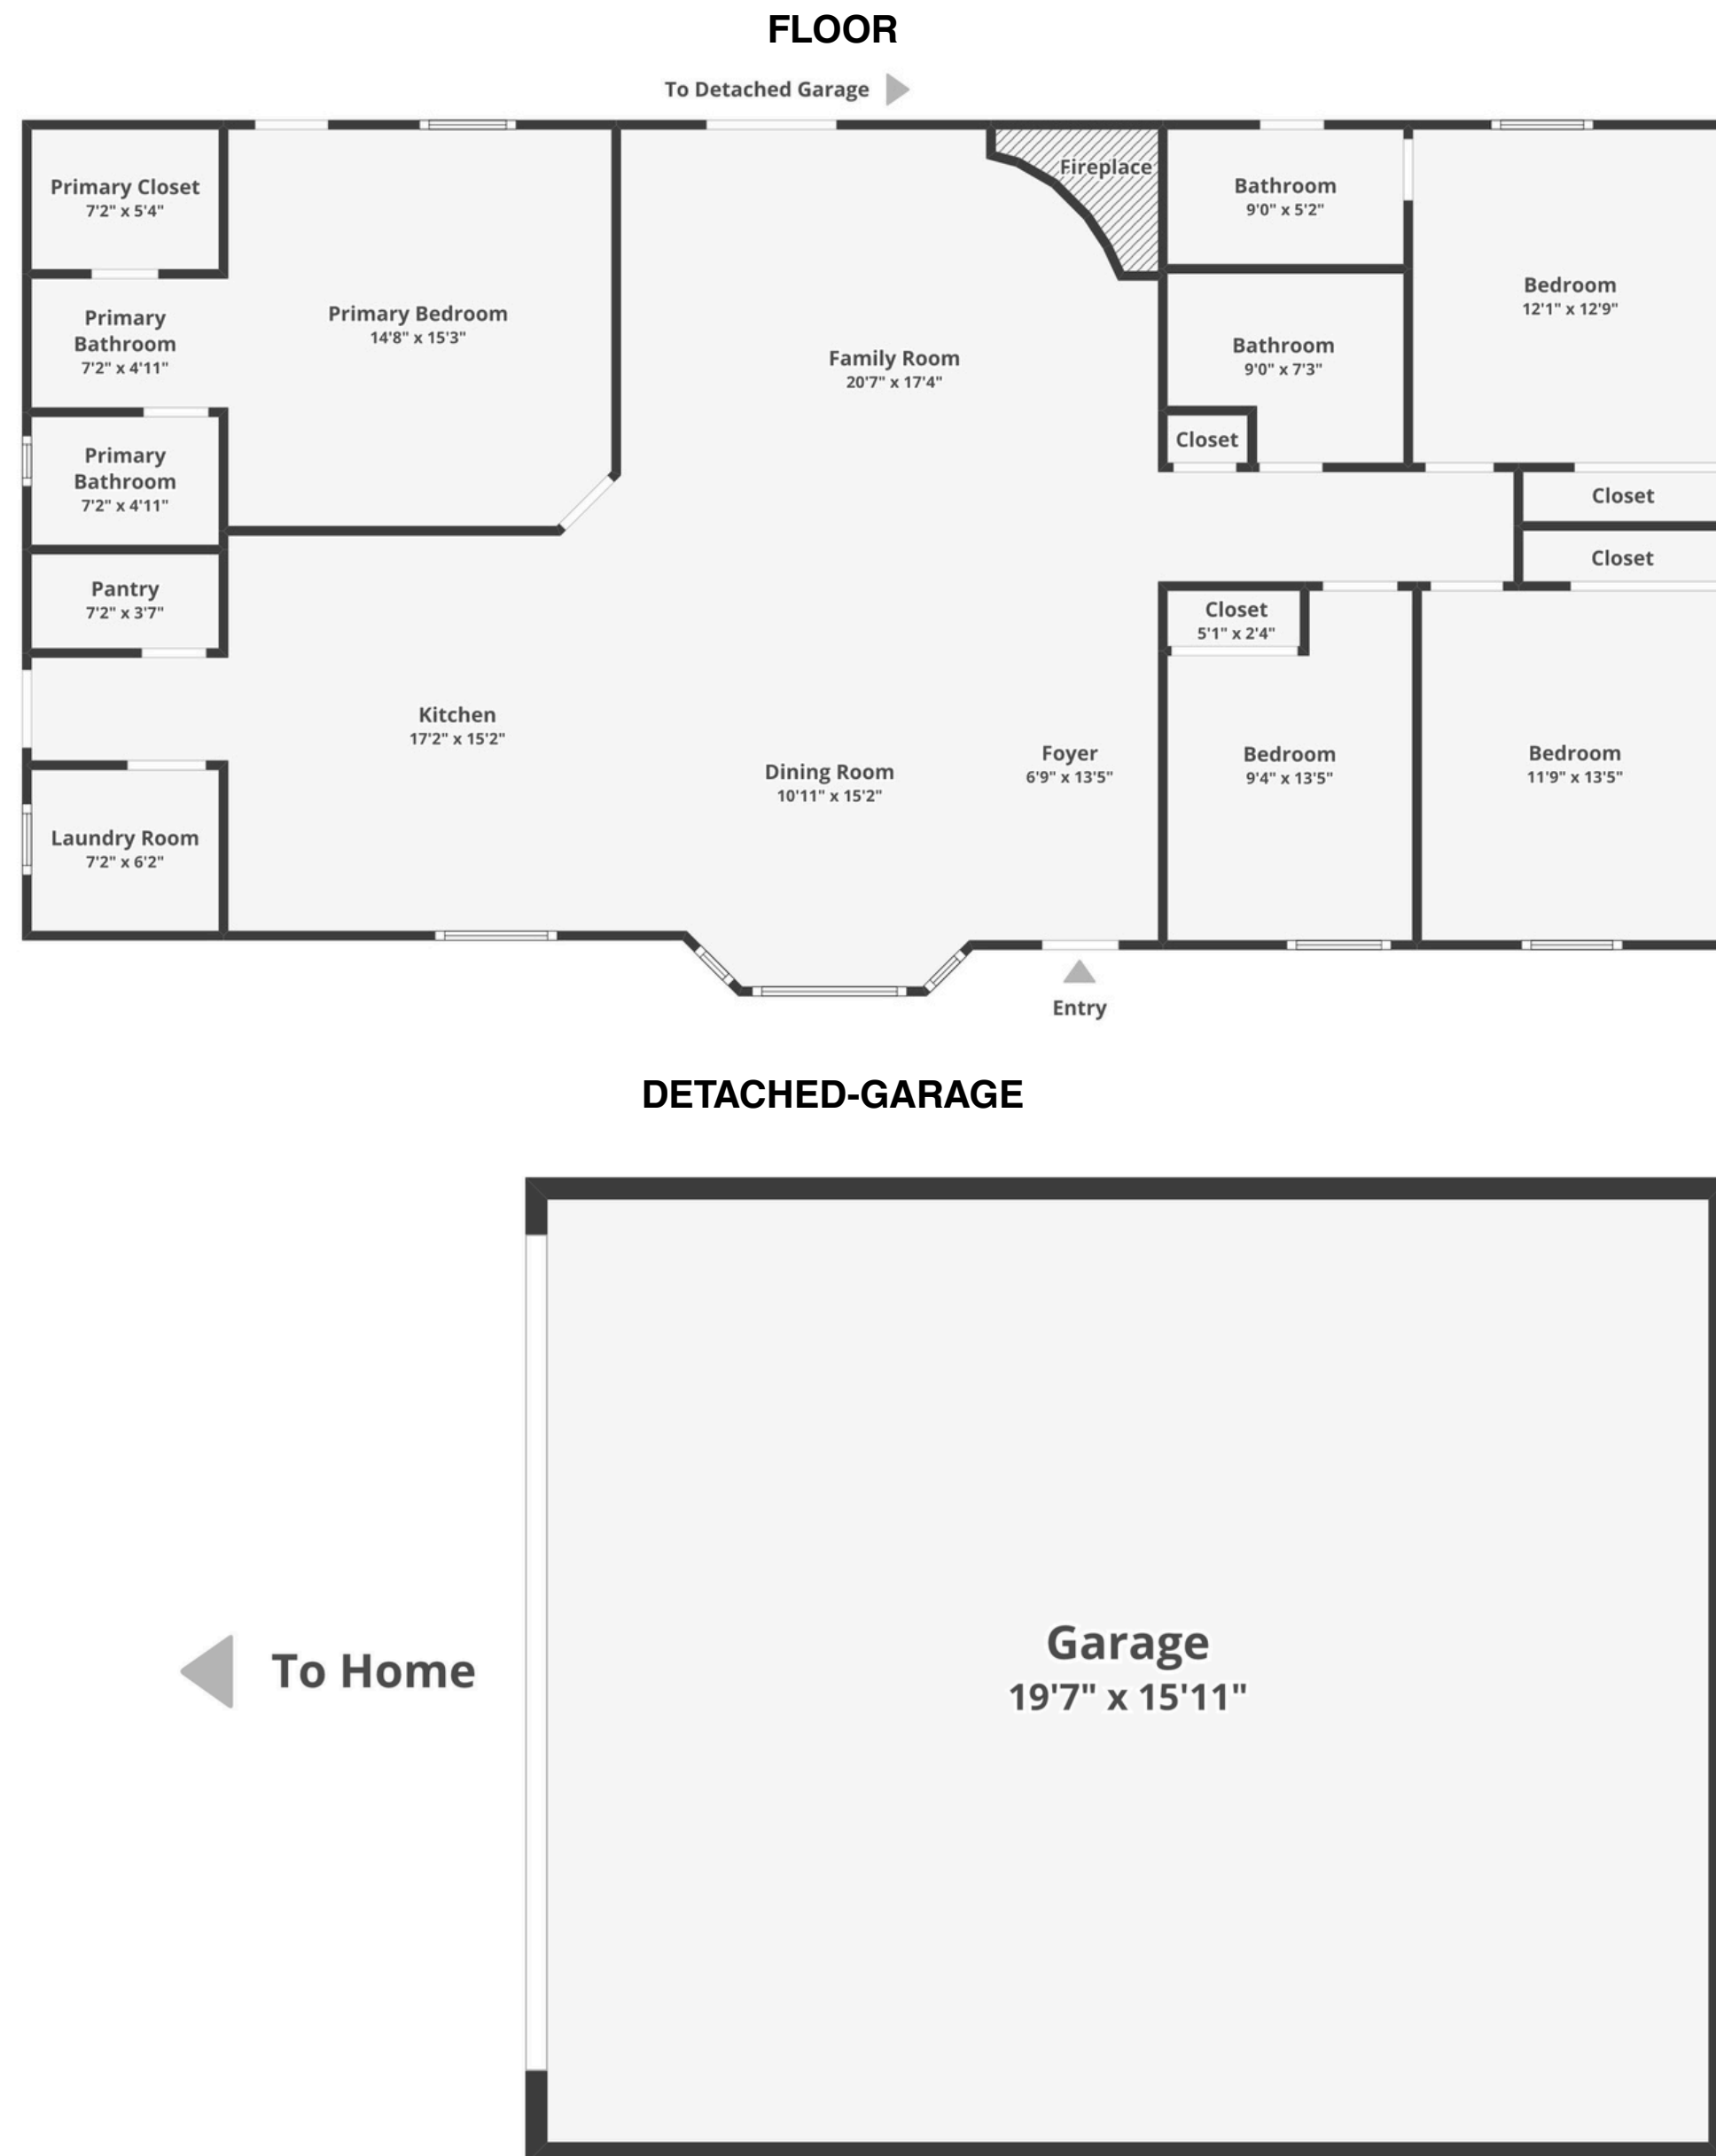 FLOOR
To Detached Garage
Primary Closet
7'2" x 5'4"
Primary
Bathroom
7'2" x 4'11"
Primary Bedroom
14'8" x 15'3"
Primary
Bathroom
7'2" x 4'11"
Pantry
7'2" x 3'7"
Kitchen
17'2" x 15'2"
Laundry Room
7'2" x 6'2"
Family Room
20'7" x 17'4"
Fireplace
Dining Room
10'11" x 15'2"
Foyer
6'9" x 13'5"
Entry
Bathroom
9'0" x 5'2"
Bathroom
9'0" x 7'3"
Closet
Bedroom
12'1" x 12'9"
Closet
Closet
Closet
5'1" x 2'4"
Bedroom
9'4" x 13'5"
Bedroom
11'9" x 13'5"
DETACHED-GARAGE
To Home
Garage
19'7" x 15'11"